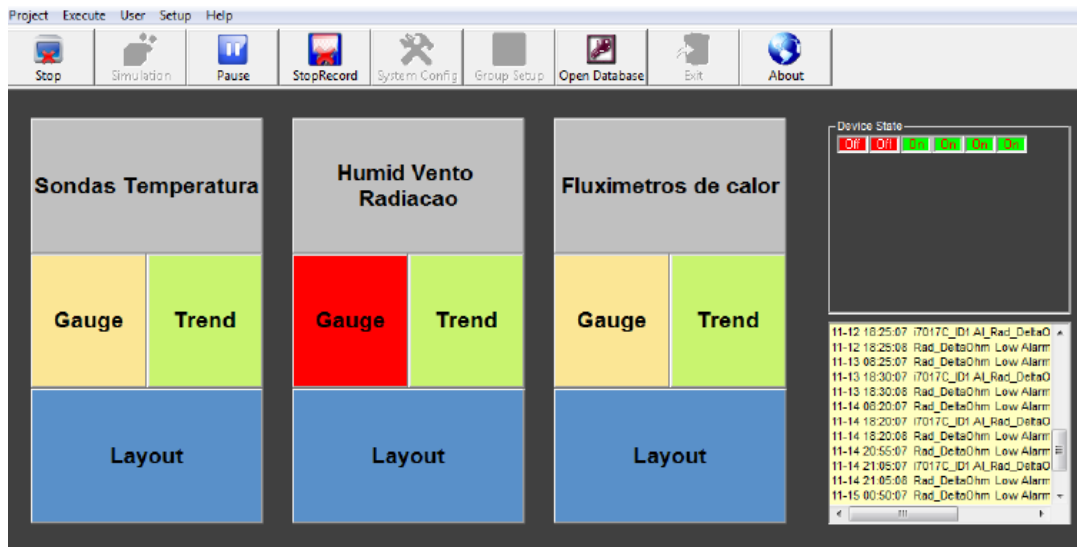 Project Execute User Setup Help
Stop Simulation Pause StopRecord System Config Group Setup Open Database Exit About
Sondas Temperatura
Humid Vento
Radiacao
Fluximetros de calor
Gauge Trend Gauge Trend Gauge Trend
Layout Layout Layout
Device State
Off Off On On On On
11-12 18:25:07 i7017C_ID1 AI_Rad_DeltaO
11-12 18:25:08 Rad_DeltaOhm Low Alarm
11-13 08:25:07 Rad_DeltaOhm Low Alarm
11-13 18:30:07 i7017C_ID1 AI_Rad_DeltaO
11-13 18:30:08 Rad_DeltaOhm Low Alarm
11-14 08:20:07 Rad_DeltaOhm Low Alarm
11-14 18:20:07 i7017C_ID1 AI_Rad_DeltaO
11-14 18:20:08 Rad_DeltaOhm Low Alarm
11-14 20:55:07 Rad_DeltaOhm Low Alarm
11-14 21:05:07 i7017C_ID1 AI_Rad_DeltaO
11-14 21:05:08 Rad_DeltaOhm Low Alarm
11-15 00:50:07 Rad_DeltaOhm Low Alarm